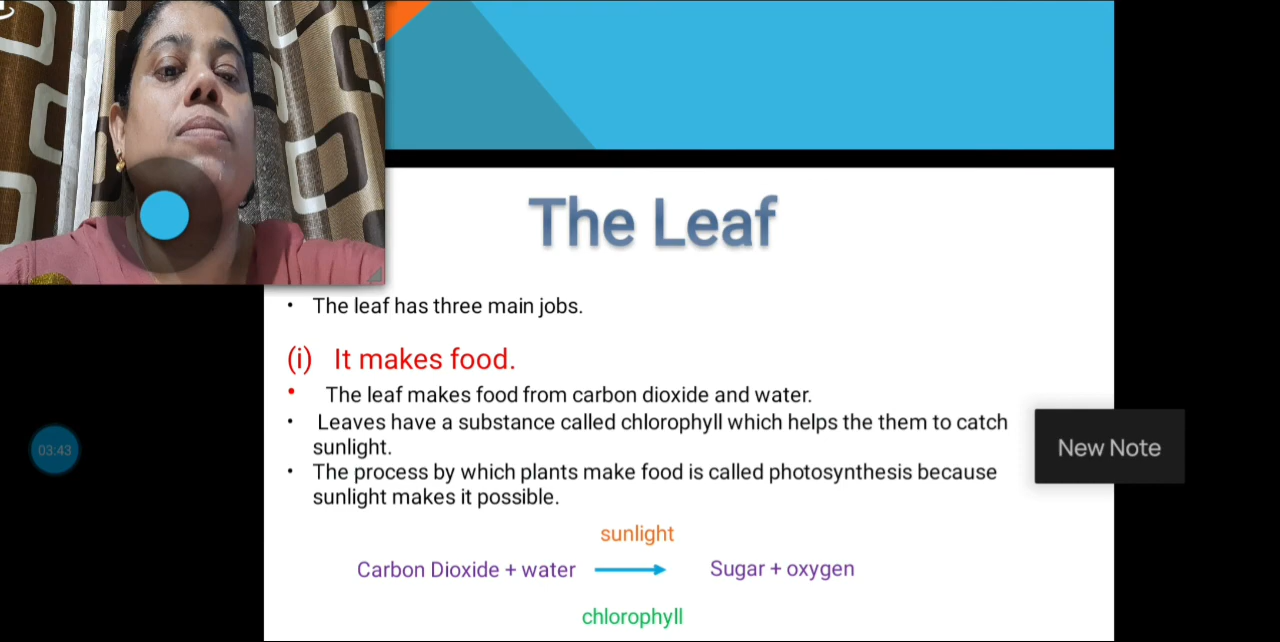 The Leaf
• The leaf has three main jobs.
(i) It makes food.
• The leaf makes food from carbon dioxide and water.
• Leaves have a substance called chlorophyll which helps the them to catch
sunlight.
• The process by which plants make food is called photosynthesis because
sunlight makes it possible.
sunlight
Carbon Dioxide + water Sugar + oxygen
chlorophyll
03:43
New Note